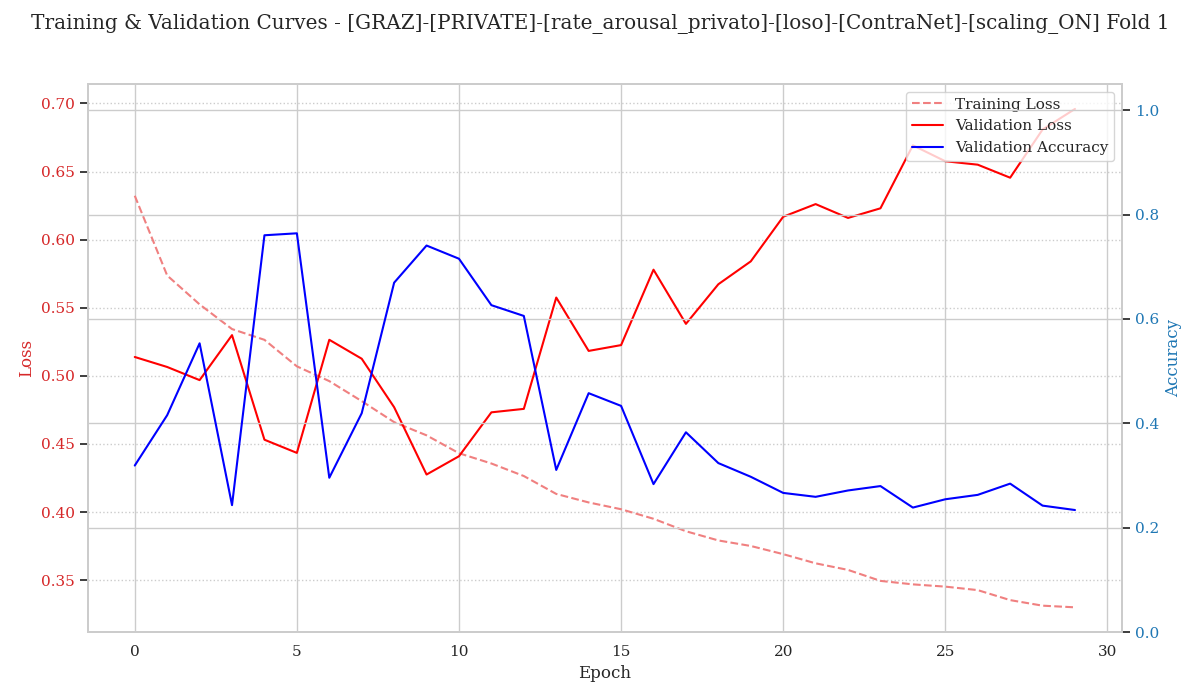 Training & Validation Curves - [GRAZ]-[PRIVATE]-[rate_arousal_privato]-[loso]-[ContraNet]-[scaling_ON] Fold 1
Training Loss
Validation Loss
Validation Accuracy
0.70
0.65
0.60
0.55
0.50
0.45
0.40
0.35
Loss
1.0
0.8
0.6
0.4
0.2
0.0
Accuracy
0 5 10 15 20 25 30
Epoch